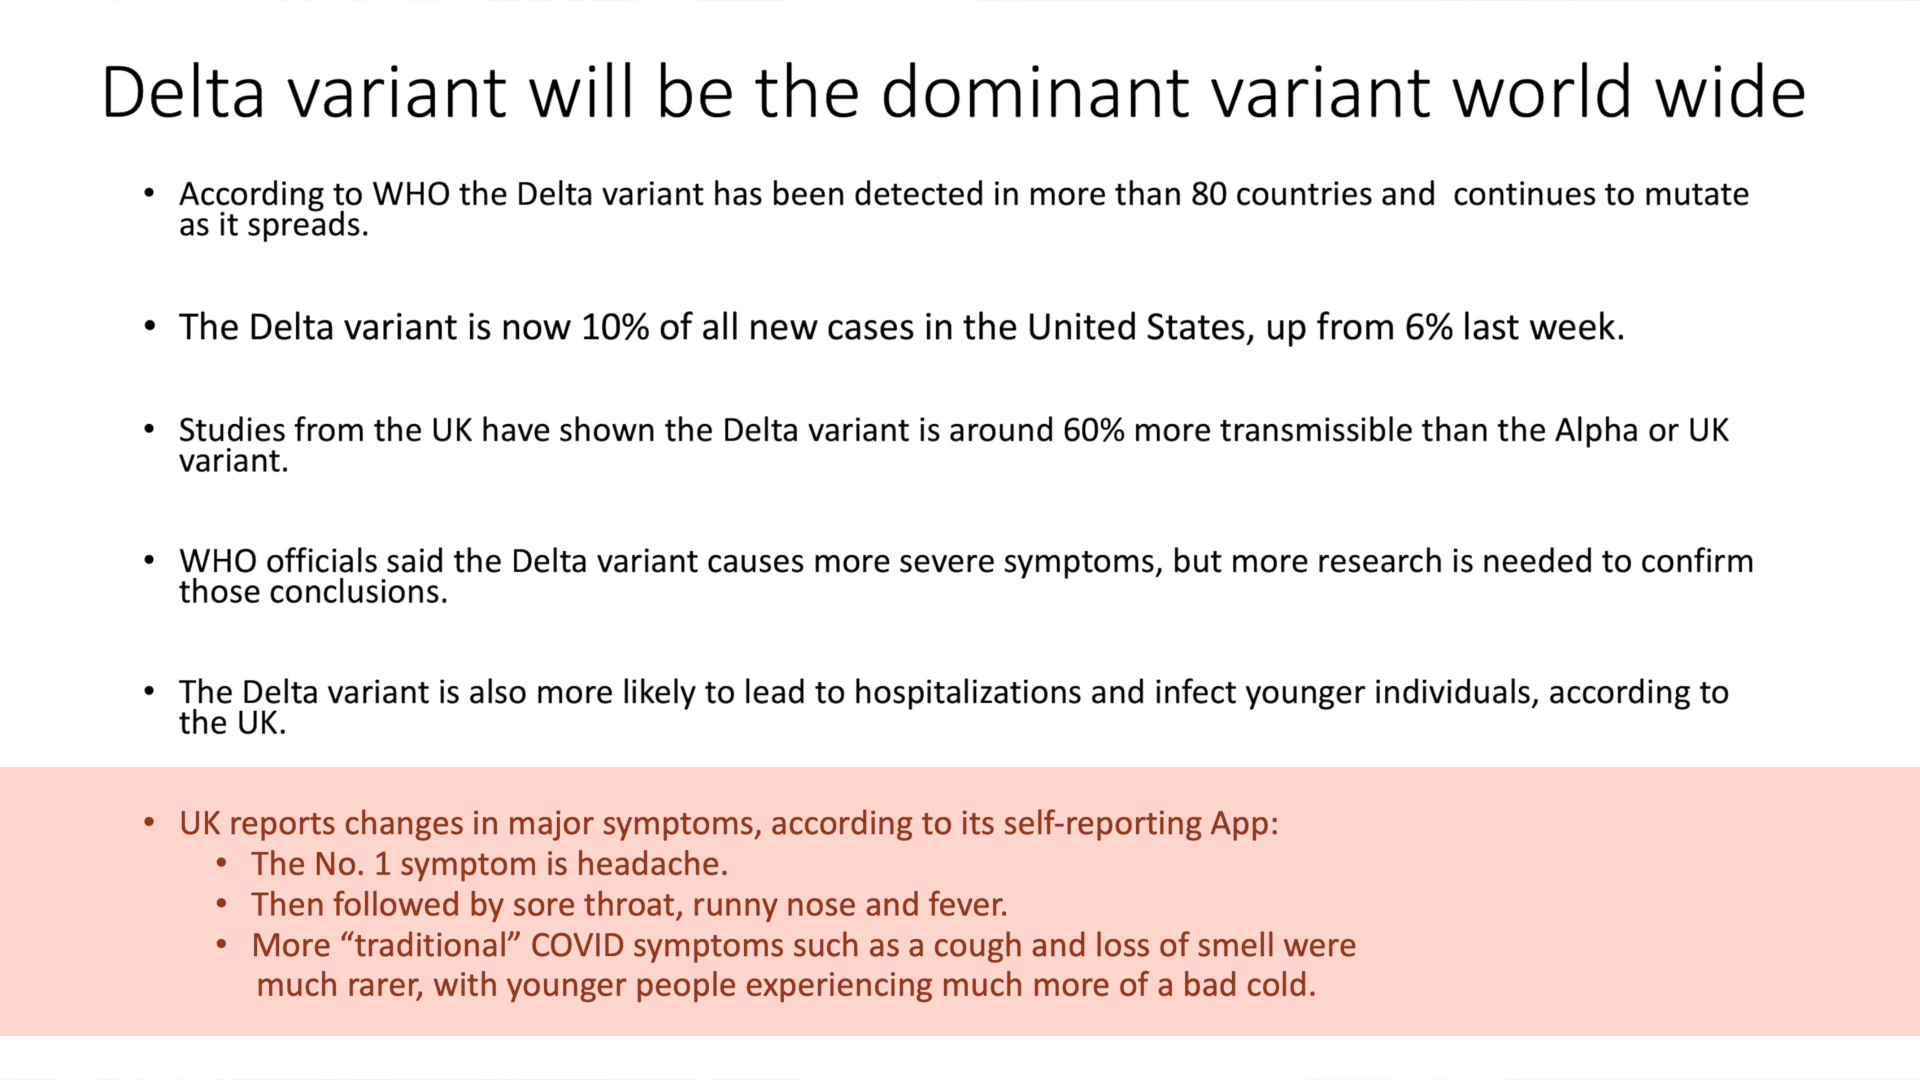 Delta variant will be the dominant variant world wide
• According to WHO the Delta variant has been detected in more than 80 countries and  continues to mutate
as it spreads.
• The Delta variant is now 10% of all new cases in the United States, up from 6% last week.
• Studies from the UK have shown the Delta variant is around 60% more transmissible than the Alpha or UK
variant.
• WHO officials said the Delta variant causes more severe symptoms, but more research is needed to confirm
those conclusions.
• The Delta variant is also more likely to lead to hospitalizations and infect younger individuals, according to
the UK.
• UK reports changes in major symptoms, according to its self-reporting App:
• The No. 1 symptom is headache.
• Then followed by sore throat, runny nose and fever.
• More “traditional” COVID symptoms such as a cough and loss of smell were
much rarer, with younger people experiencing much more of a bad cold.